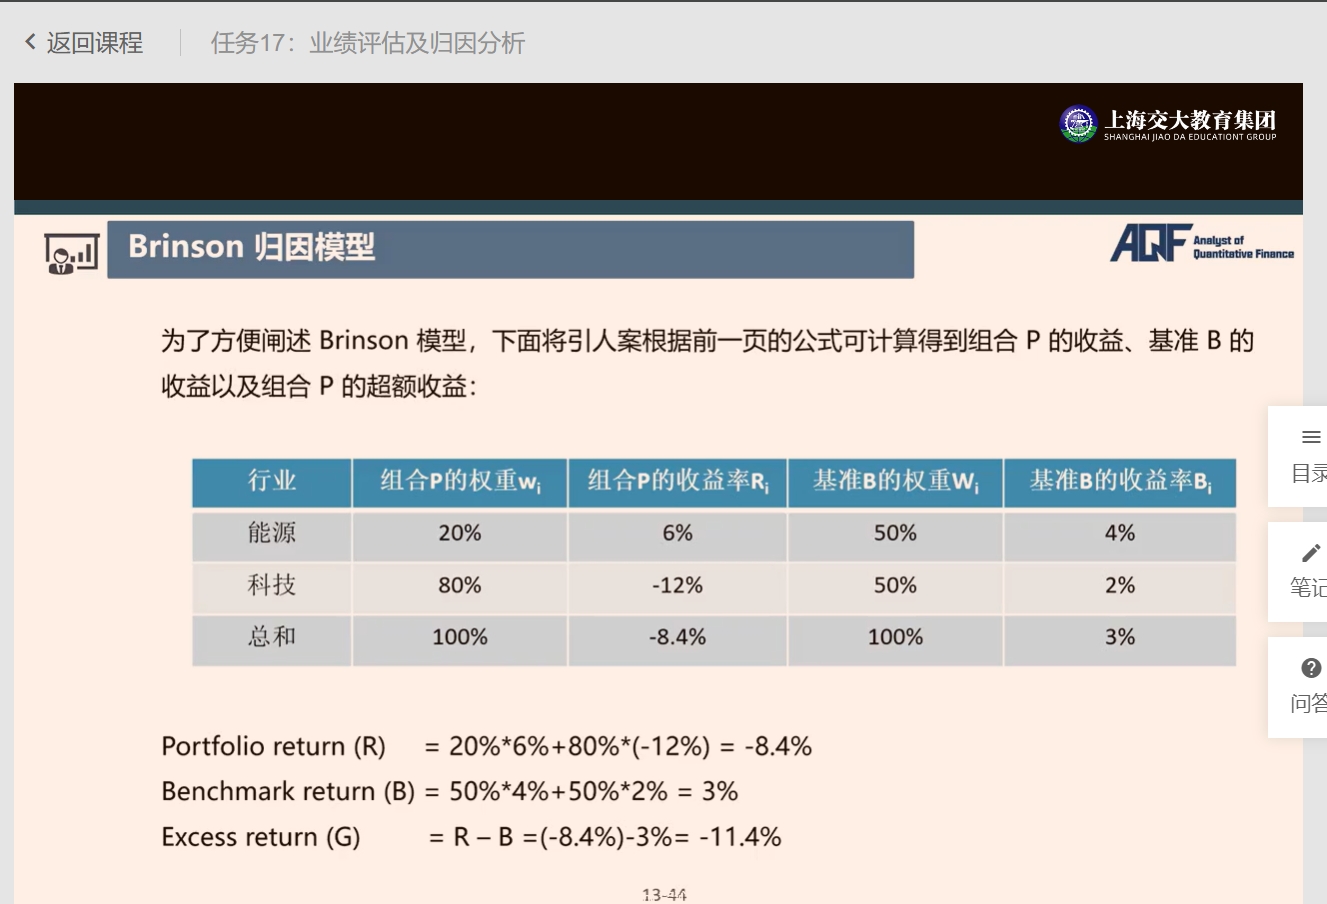 返回课程
任务17：业绩评估及归因分析
上海交大教育集团
SHANGHAI JIAO DA EDUCATIONT GROUP
Brinson 归因模型
AQF Analyst of
Quantitative Finance
为了方便阐述 Brinson 模型，下面将引人案根据前一页的公式可计算得到组合 P 的收益、基准 B 的
收益以及组合 P 的超额收益：
行业 组合P的权重wi 组合P的收益率Ri 基准B的权重Wi 基准B的收益率Bi
能源 20% 6% 50% 4%
科技 80% -12% 50% 2%
总和 100% -8.4% 100% 3%
Portfolio return (R) = 20%*6%+80%*(-12%) = -8.4%
Benchmark return (B) = 50%*4%+50%*2% = 3%
Excess return (G) = R – B =(-8.4%)-3%= -11.4%
13-44
目录
笔记
问答